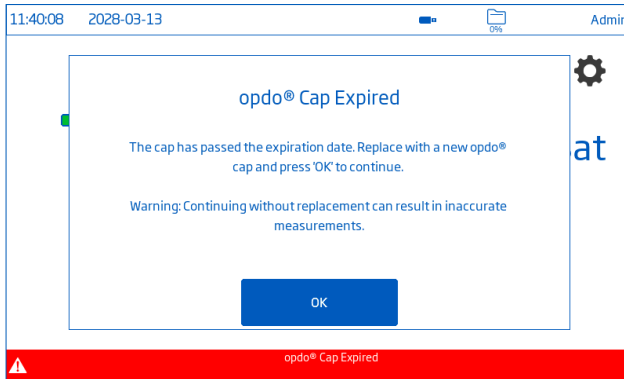 11:40:08 2028-03-13 0% Admin
opdo® Cap Expired
The cap has passed the expiration date. Replace with a new opdo®
cap and press 'OK' to continue.
at
Warning: Continuing without replacement can result in inaccurate
measurements.
OK
opdo® Cap Expired